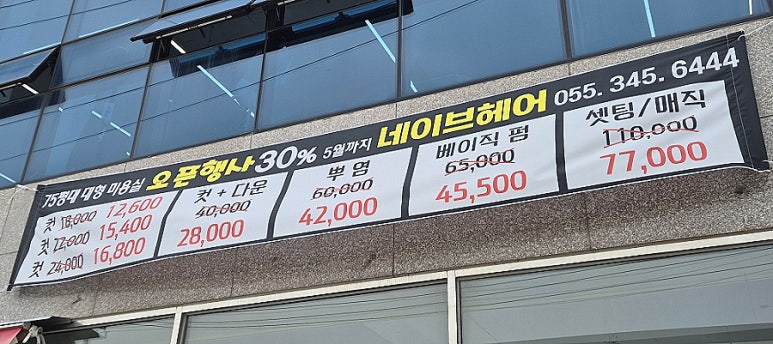 75평대 대형 미용실 오픈행사 30% 5월까지 네이브헤어 055. 345. 6444
컷 18,000 12,600
컷 22,000 15,400
컷 24,000 16,800
컷 + 다운
40,000
28,000
뿌 염
60,000
42,000
베이직 펌
65,000
45,500
셋팅/매직
110,000
77,000